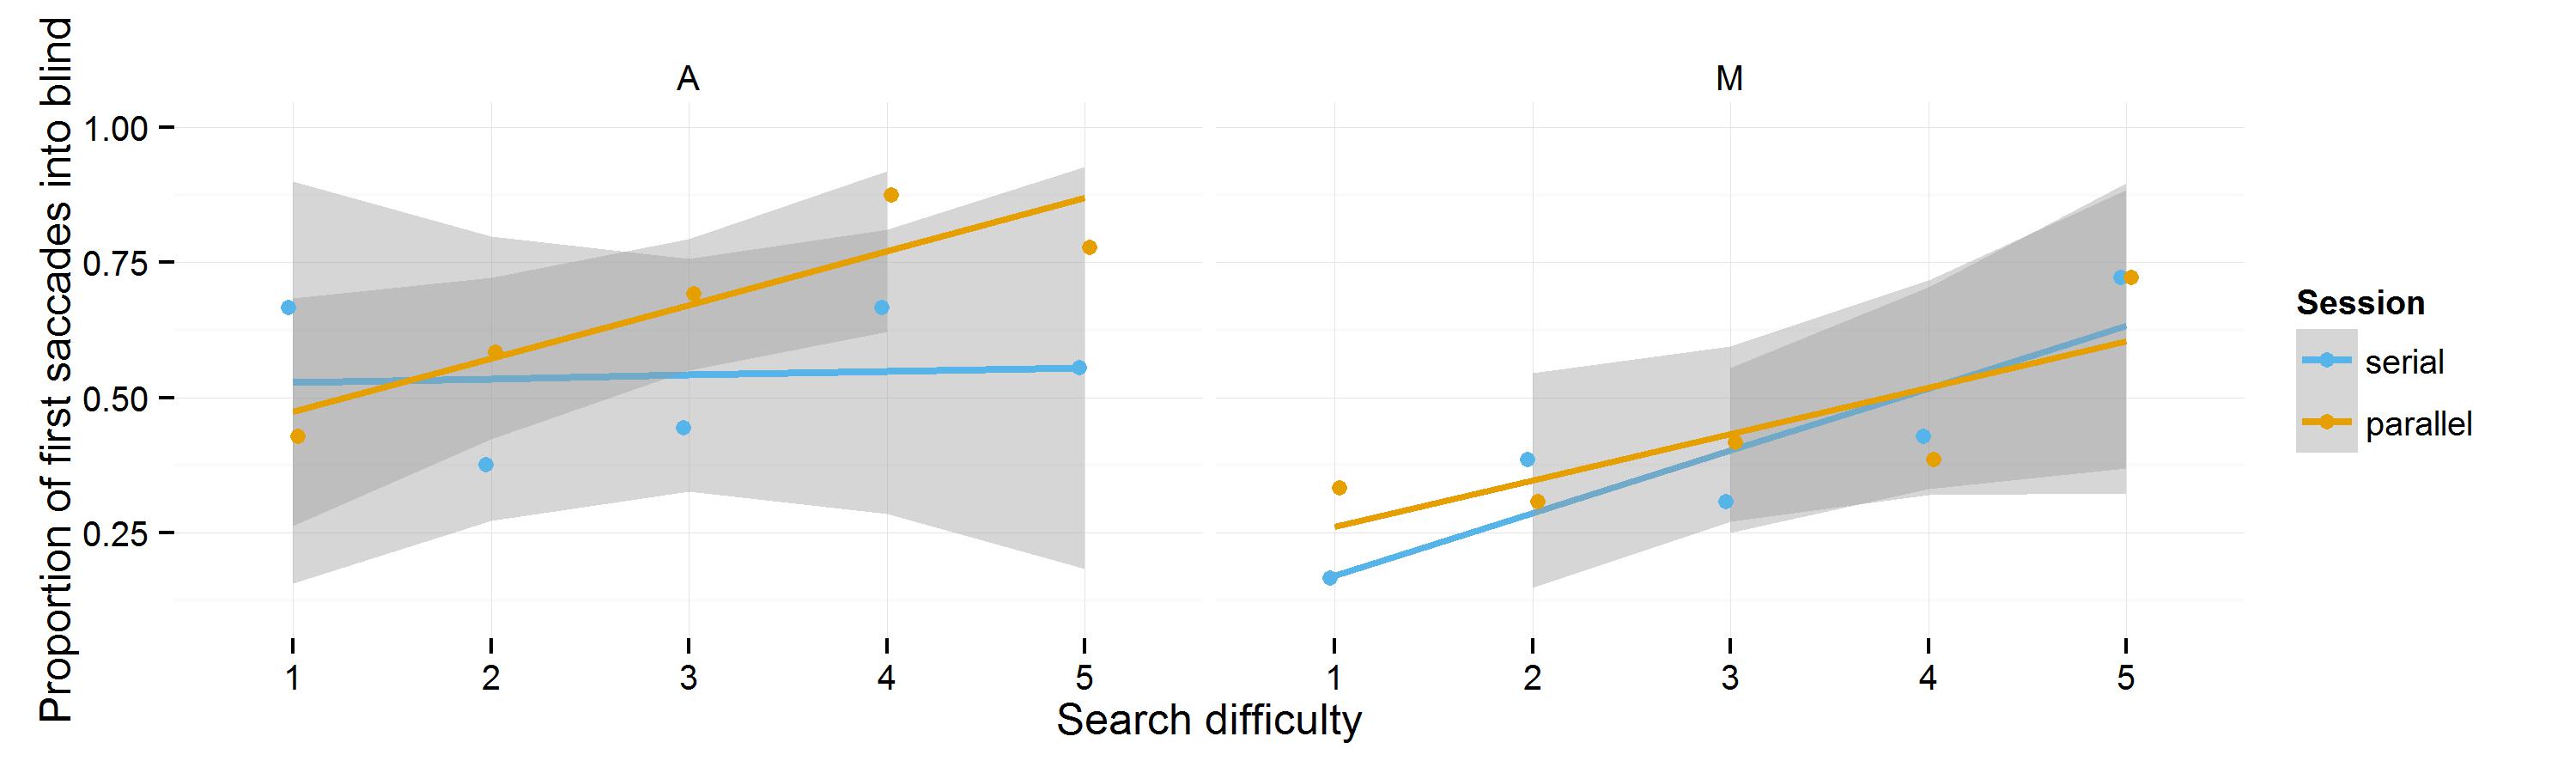 Proportion of first saccades into blind
A
M
1.00
0.75
0.50
0.25
1 2 3 4 5
1 2 3 4 5
Search difficulty
Session
serial
parallel